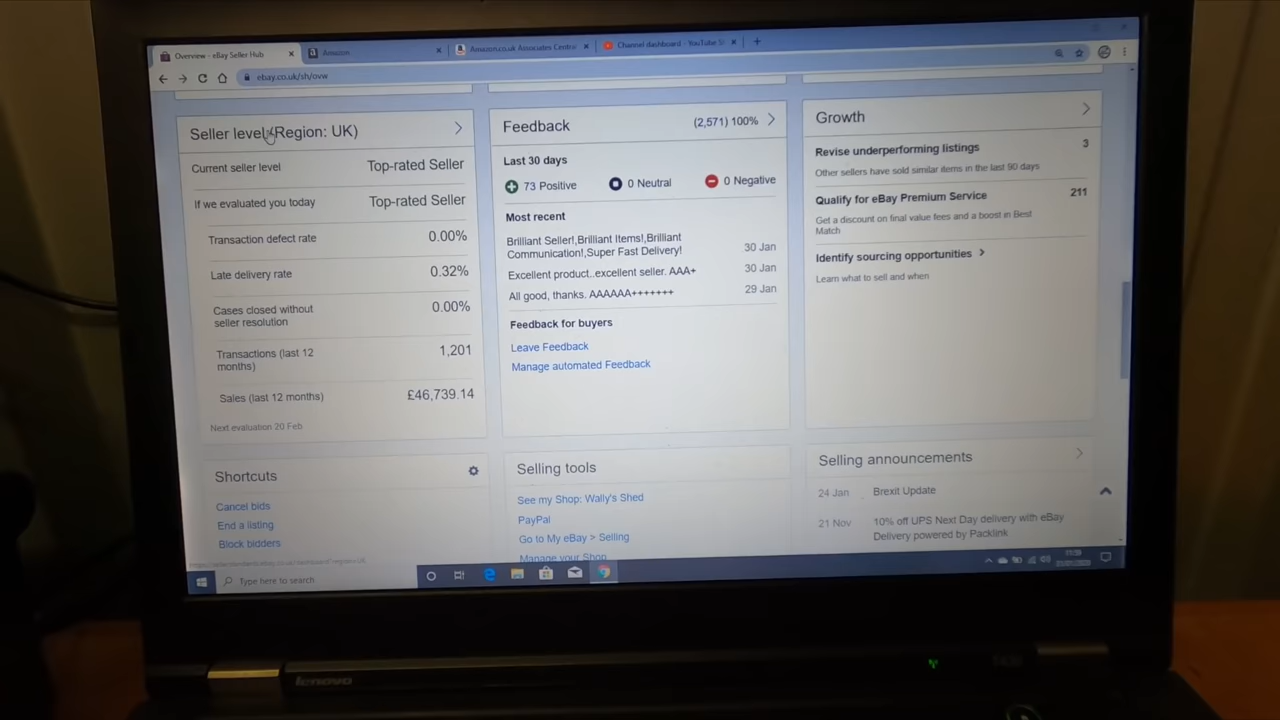 Overview - eBay Seller Hub
Amazon
Amazon.co.uk Associates Central
Channel dashboard - YouTube
ebay.co.uk/sh/ovw
Seller level (Region: UK)
Current seller level Top-rated Seller
If we evaluated you today Top-rated Seller
Transaction defect rate 0.00%
Late delivery rate 0.32%
Cases closed without
seller resolution 0.00%
Transactions (last 12
months) 1,201
Sales (last 12 months) £46,739.14
Next evaluation 20 Feb
Feedback (2,571) 100%
Last 30 days
73 Positive 0 Neutral 0 Negative
Most recent
Brilliant Seller!,Brilliant Items!,Brilliant
Communication!,Super Fast Delivery! 30 Jan
Excellent product..excellent seller. AAA+ 30 Jan
All good, thanks. AAAAAA+++++++ 29 Jan
Feedback for buyers
Leave Feedback
Manage automated Feedback
Growth
Revise underperforming listings 3
Other sellers have sold similar items in the last 90 days
Qualify for eBay Premium Service 211
Get a discount on final value fees and a boost in Best
Match
Identify sourcing opportunities
Learn what to sell and when
Shortcuts
Cancel bids
End a listing
Block bidders
Selling tools
See my Shop: Wally's Shed
PayPal
Go to My eBay > Selling
Manage your Shop
Selling announcements
24 Jan Brexit Update
21 Nov 10% off UPS Next Day delivery with eBay
Delivery powered by Packlink
Type here to search
lenovo